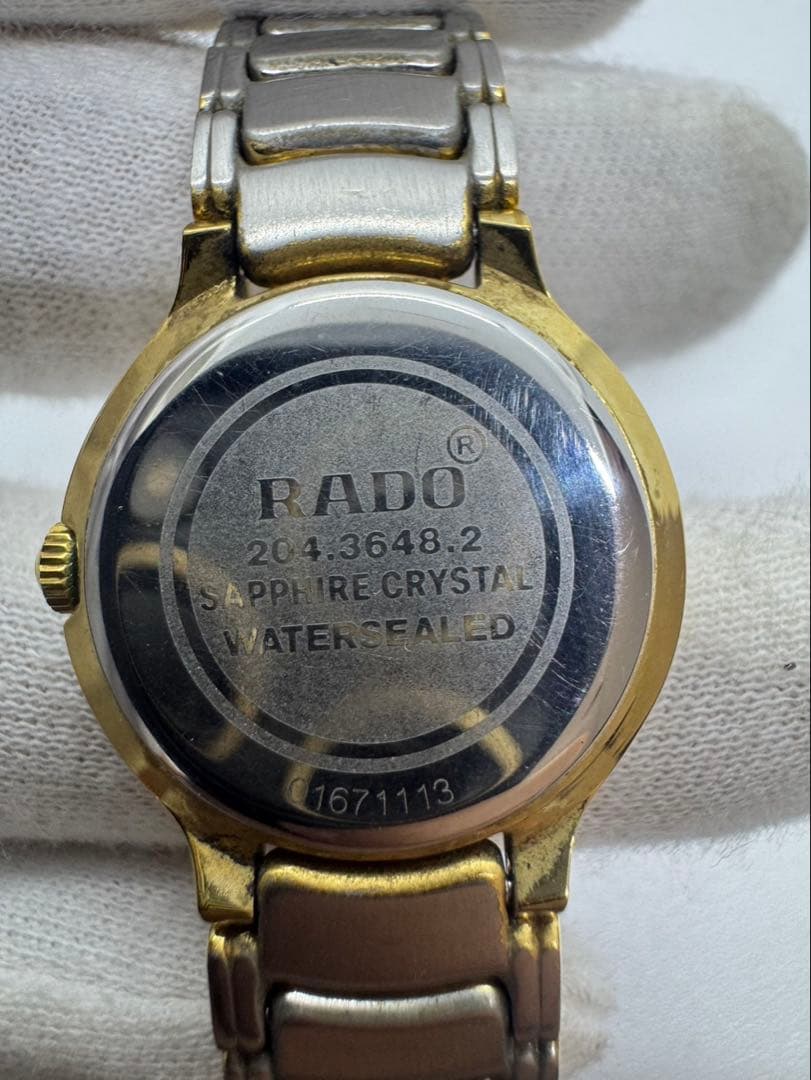 RADO®
204.3648.2
SAPPHIRE CRYSTAL
WATERSEALED
01671113